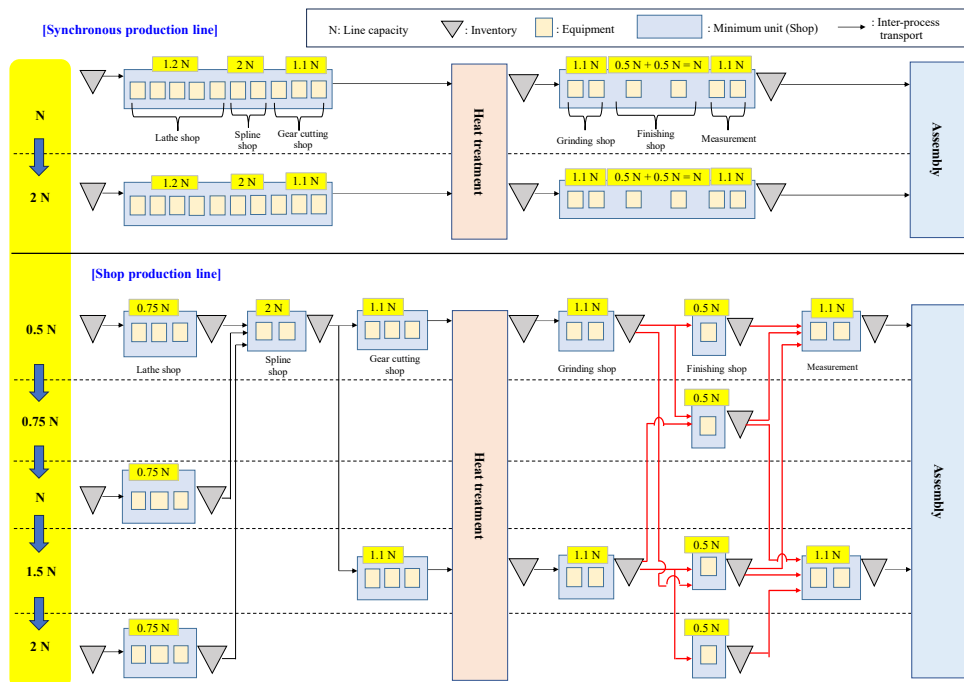 [Synchronous production line]
N: Line capacity
: Inventory
: Equipment
: Minimum unit (Shop)
: Inter-process
transport
1.2 N
2 N
1.1 N
1.1 N
0.5 N + 0.5 N = N
1.1 N
N
Lathe shop
Spline
shop
Gear cutting
shop
Heat treatment
Grinding shop
Finishing
shop
Measurement
Assembly
2 N
1.2 N
2 N
1.1 N
1.1 N
0.5 N + 0.5 N = N
1.1 N
[Shop production line]
0.5 N
0.75 N
2 N
1.1 N
1.1 N
0.5 N
1.1 N
Lathe shop
Spline
shop
Gear cutting
shop
Grinding shop
Finishing shop
Measurement
0.75 N
0.5 N
Heat treatment
Assembly
N
0.75 N
1.5 N
1.1 N
1.1 N
0.5 N
1.1 N
2 N
0.75 N
0.5 N